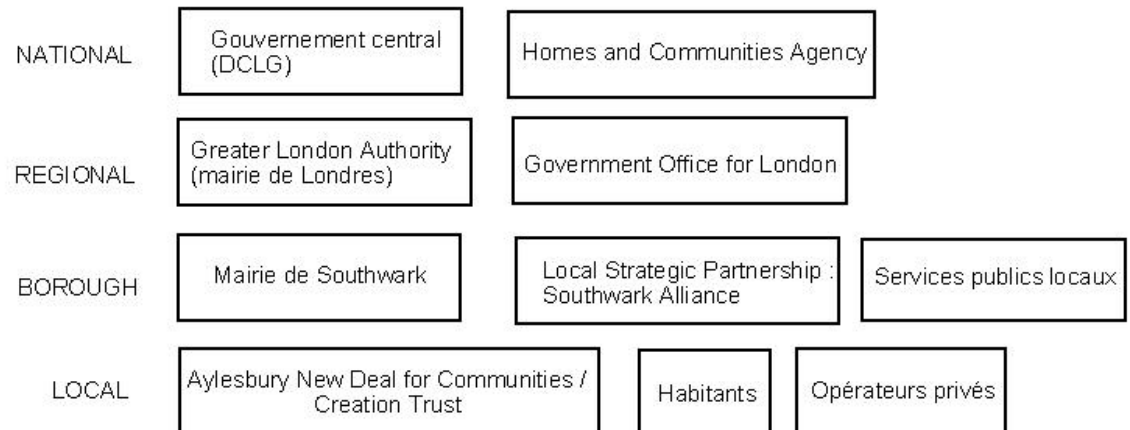 NATIONAL
Gouvernement central
(DCLG)
Homes and Communities Agency
REGIONAL
Greater London Authority
(mairie de Londres)
Government Office for London
BOROUGH
Mairie de Southwark
Local Strategic Partnership :
Southwark Alliance
Services publics locaux
LOCAL
Aylesbury New Deal for Communities /
Creation Trust
Habitants
Opérateurs privés